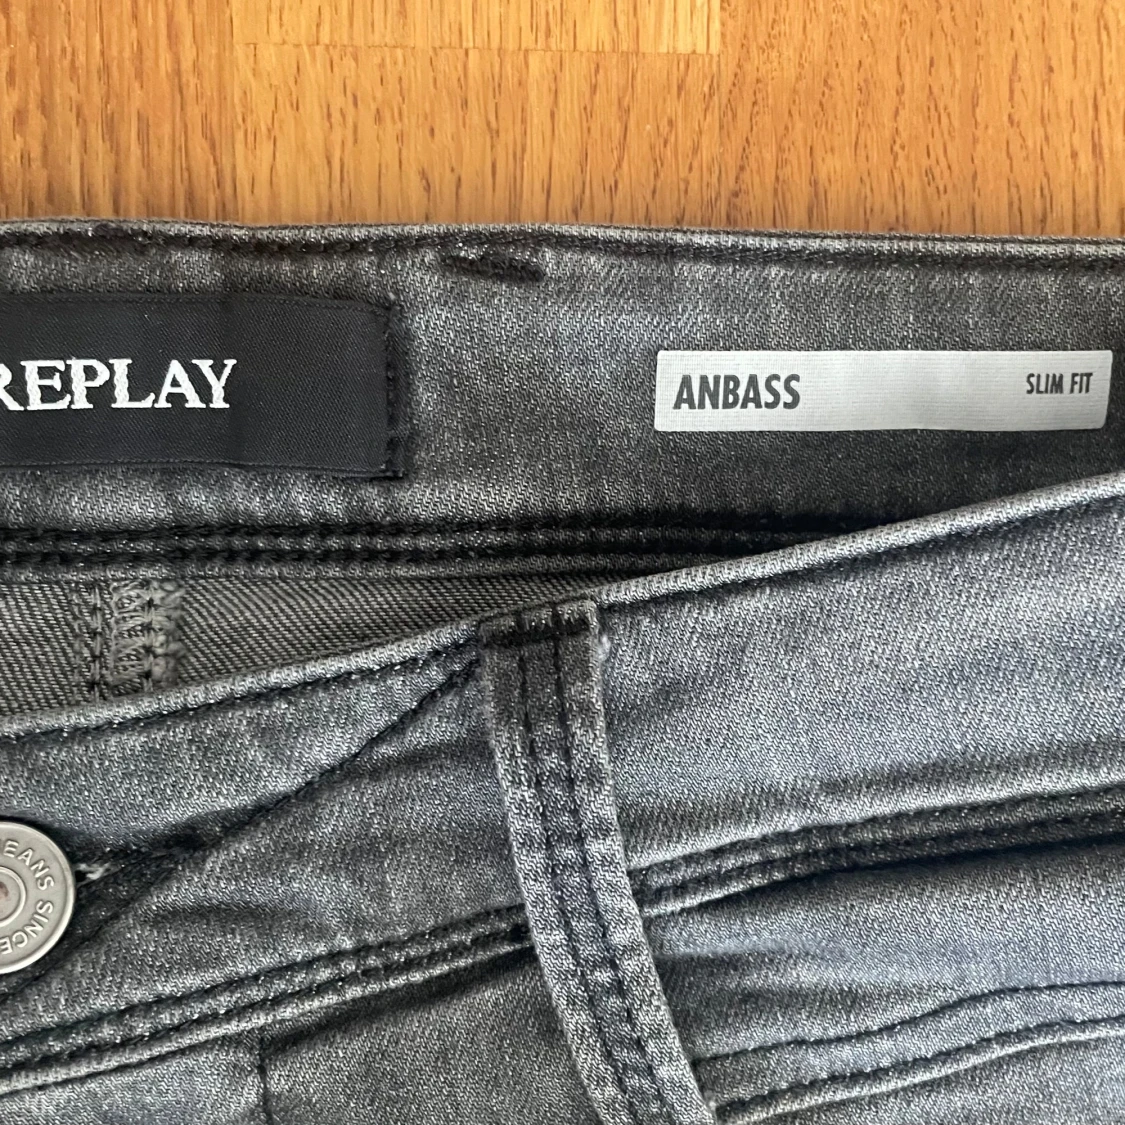 REPLAY
ANBASS
SLIM FIT
EANS SINCE